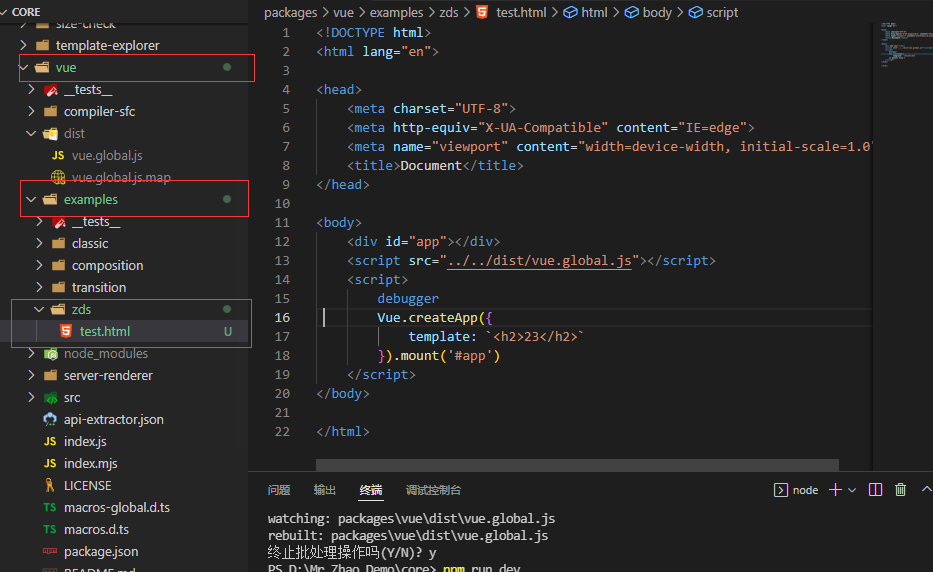 CORE
size-check
template-explorer
vue
__tests__
compiler-sfc
dist
JS vue.global.js
vue.global.js.map
examples
__tests__
classic
composition
transition
zds
test.html U
node_modules
server-renderer
src
api-extractor.json
JS index.js
JS index.mjs
LICENSE
TS macros-global.d.ts
TS macros.d.ts
package.json
README.md
packages > vue > examples > zds > test.html > html > body > script
1 <!DOCTYPE html>
2 <html lang="en">
3
4 <head>
5 <meta charset="UTF-8">
6 <meta http-equiv="X-UA-Compatible" content="IE=edge">
7 <meta name="viewport" content="width=device-width, initial-scale=1.0"
8 <title>Document</title>
9 </head>
10
11 <body>
12 <div id="app"></div>
13 <script src="../../dist/vue.global.js"></script>
14 <script>
15 debugger
16 Vue.createApp({
17 template: `<h2>23</h2>`
18 }).mount('#app')
19 </script>
20 </body>
21
22 </html>
问题 输出 终端 调试控制台 node
watching: packages\vue\dist\vue.global.js
rebuilt: packages\vue\dist\vue.global.js
终止批处理操作吗(Y/N)? y
PS D:\Mr_Zhao_Demo\core> npm run dev